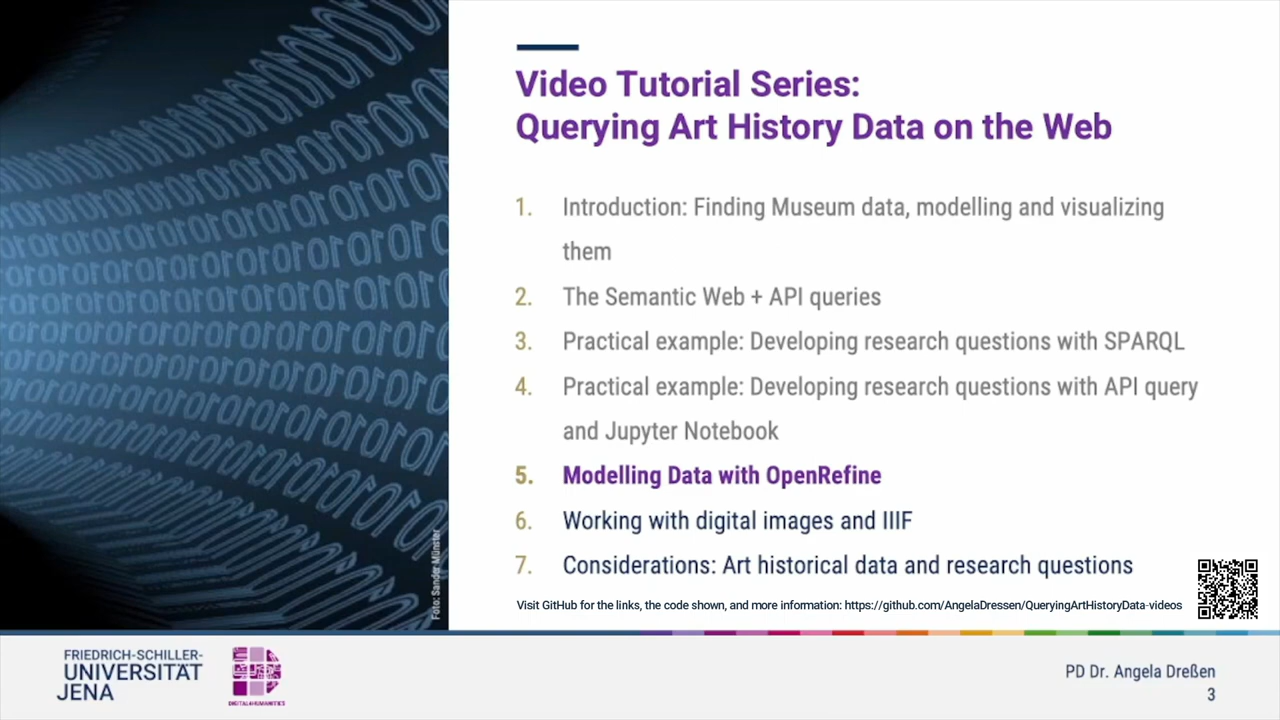 Video Tutorial Series:
Querying Art History Data on the Web
1. Introduction: Finding Museum data, modelling and visualizing
them
2. The Semantic Web + API queries
3. Practical example: Developing research questions with SPARQL
4. Practical example: Developing research questions with API query
and Jupyter Notebook
5. Modelling Data with OpenRefine
6. Working with digital images and IIIF
7. Considerations: Art historical data and research questions
Visit GitHub for the links, the code shown, and more information: https://github.com/AngelaDressen/QueryingArtHistoryData-videos
Foto: Sander Münster
FRIEDRICH-SCHILLER-
UNIVERSITÄT
JENA
DIGITAL HUMANITIES
PD Dr. Angela Dreßen
3